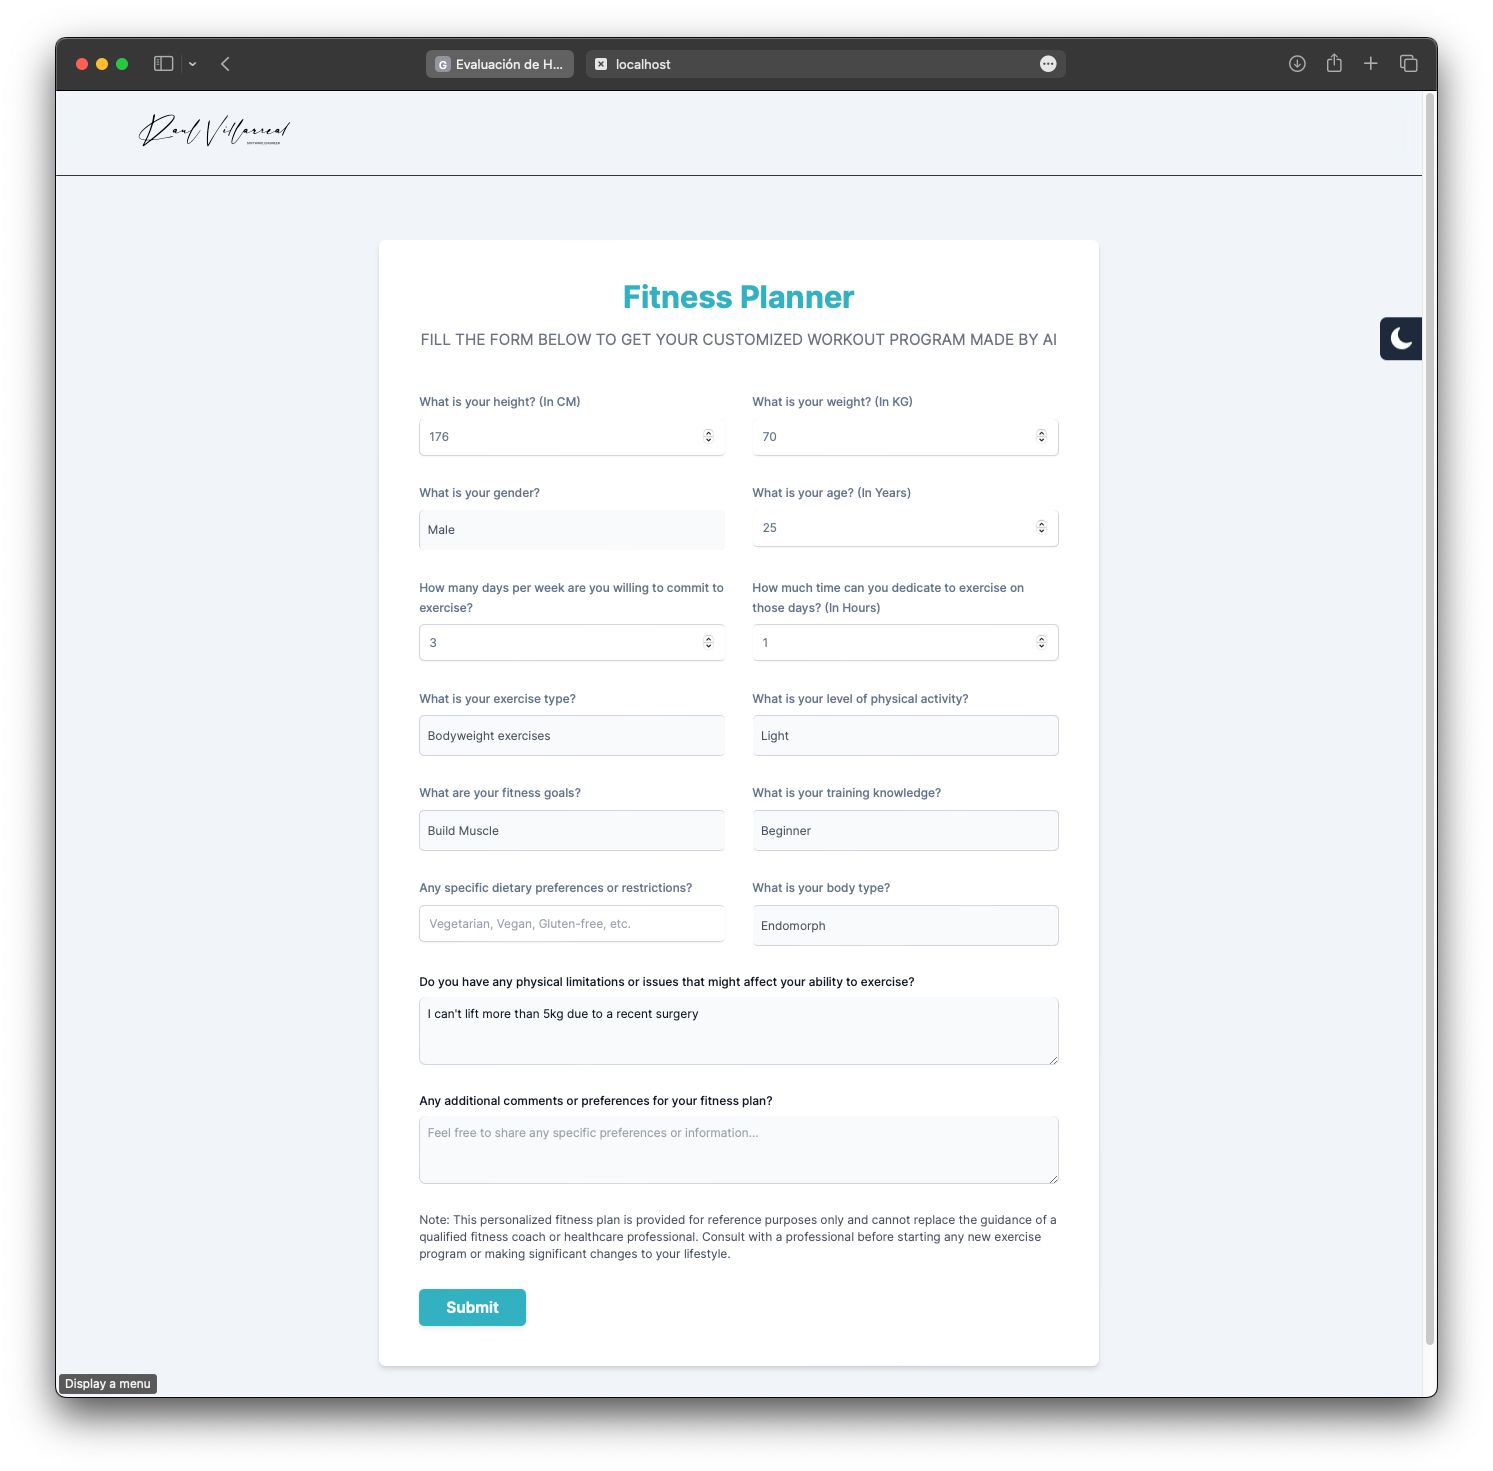 Evaluación de H...
localhost
Raul Villarreal
SOFTWARE ENGINEER
Fitness Planner
FILL THE FORM BELOW TO GET YOUR CUSTOMIZED WORKOUT PROGRAM MADE BY AI
What is your height? (In CM)
What is your weight? (In KG)
176
70
What is your gender?
What is your age? (In Years)
Male
25
How many days per week are you willing to commit to
exercise?
How much time can you dedicate to exercise on
those days? (In Hours)
3
1
What is your exercise type?
What is your level of physical activity?
Bodyweight exercises
Light
What are your fitness goals?
What is your training knowledge?
Build Muscle
Beginner
Any specific dietary preferences or restrictions?
What is your body type?
Vegetarian, Vegan, Gluten-free, etc.
Endomorph
Do you have any physical limitations or issues that might affect your ability to exercise?
I can't lift more than 5kg due to a recent surgery
Any additional comments or preferences for your fitness plan?
Feel free to share any specific preferences or information...
Note: This personalized fitness plan is provided for reference purposes only and cannot replace the guidance of a
qualified fitness coach or healthcare professional. Consult with a professional before starting any new exercise
program or making significant changes to your lifestyle.
Submit
Display a menu